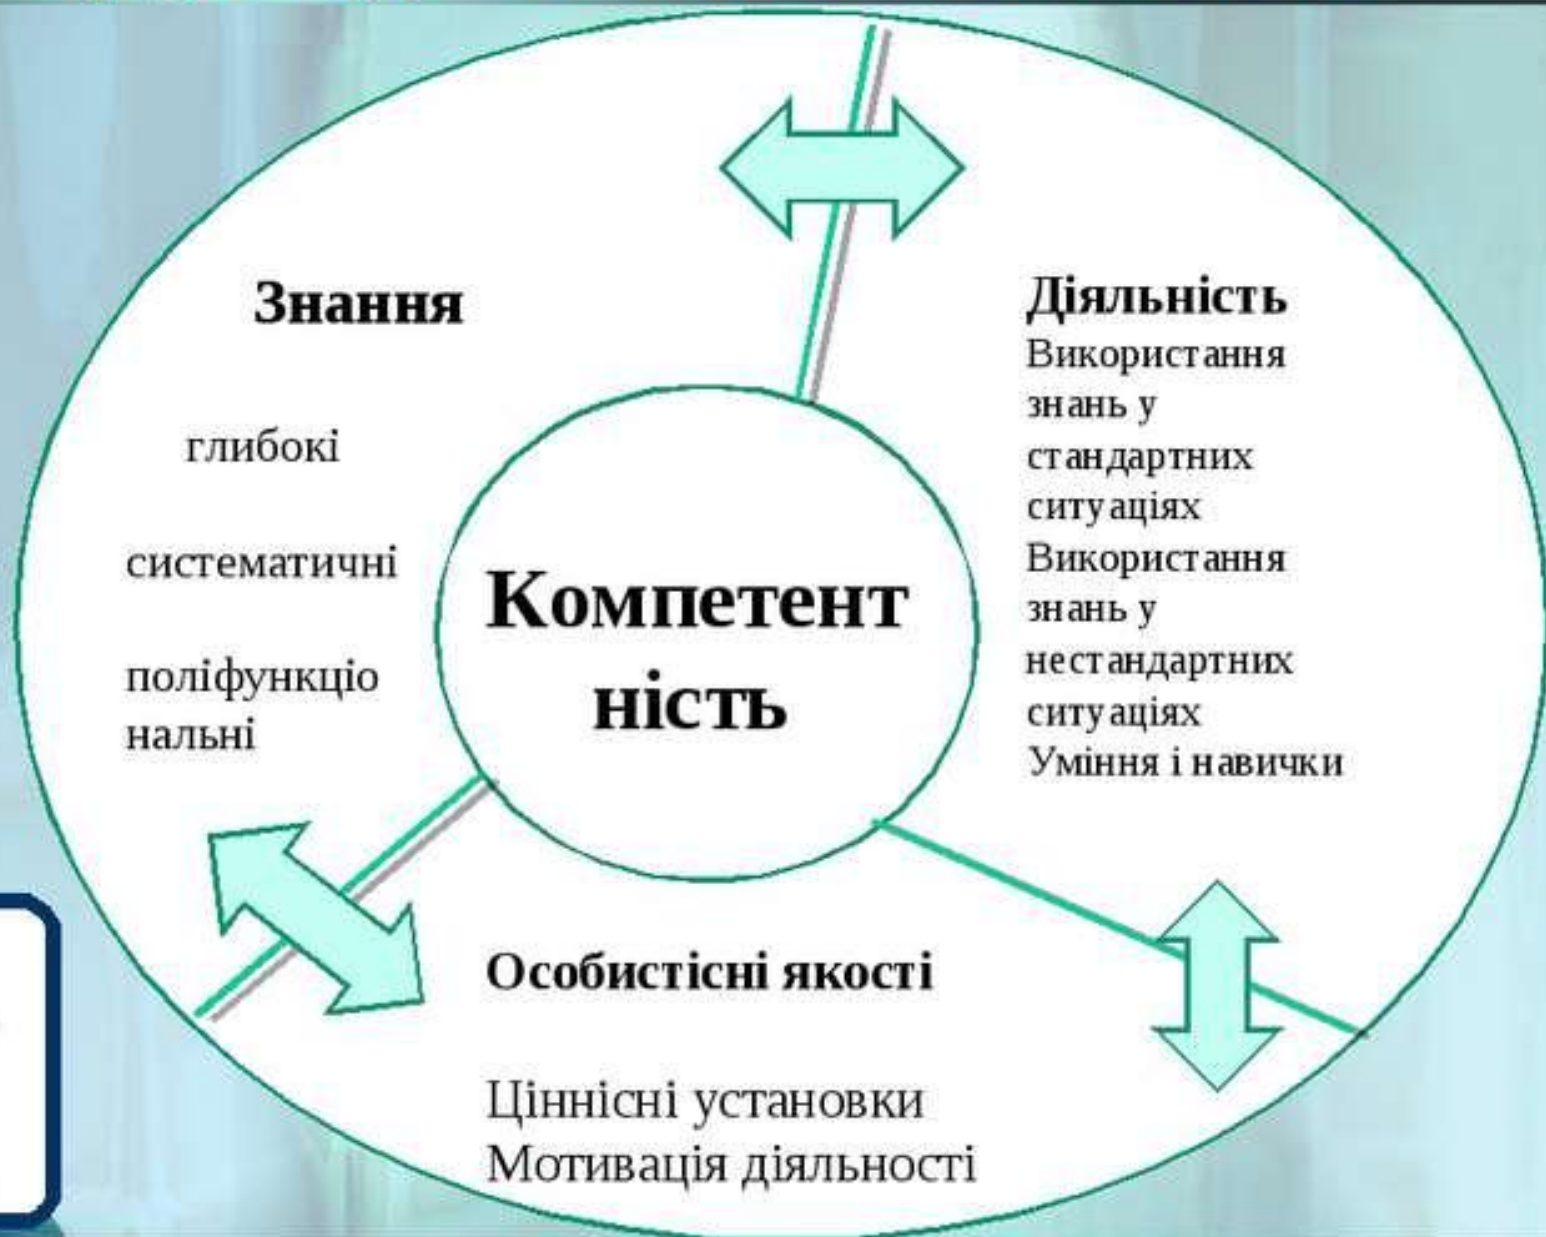 Знання
глибокі
систематичні
поліфункціо
нальні
Компетент
ність
Діяльність
Використання
знань у
стандартних
ситуаціях
Використання
знань у
нестандартних
ситуаціях
Уміння і навички
Особистісні якості
Ціннісні установки
Мотивація діяльності